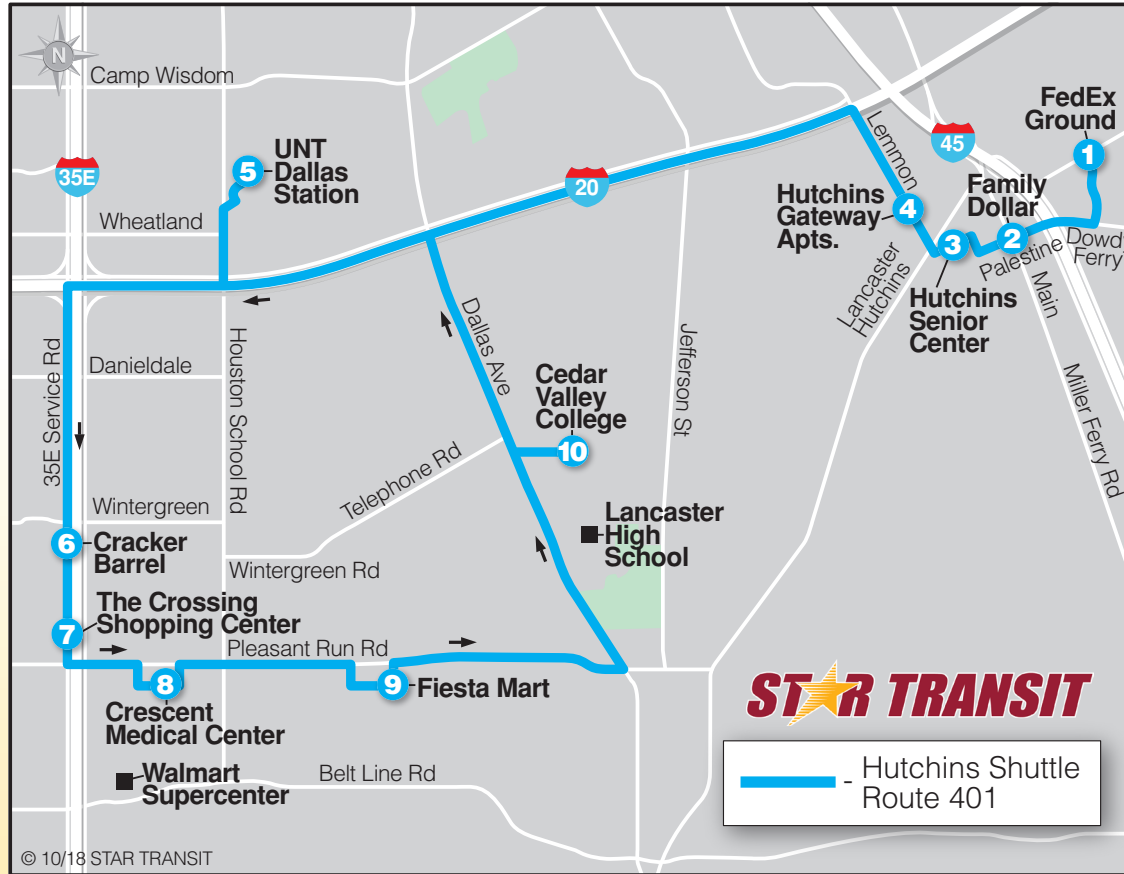 N
Camp Wisdom
35E
5
UNT
Dallas
Station
Wheatland
20
Lemmon
45
FedEx
Ground
1
Hutchins
Gateway
Apts.
4
Family
Dollar
2
3
Palestine
Dowdy
Ferry
Lancaster
Hutchins
Main
Hutchins
Senior
Center
Miller Ferry Rd
35E Service Rd
Danieldale
Houston School Rd
Dallas Ave
Jefferson St
Cedar
Valley
College
10
Telephone Rd
Wintergreen
6
Cracker
Barrel
Wintergreen Rd
Lancaster
High
School
7
The Crossing
Shopping Center
Pleasant Run Rd
8
Crescent
Medical Center
9
Fiesta Mart
Walmart
Supercenter
Belt Line Rd
STAR TRANSIT
- Hutchins Shuttle
Route 401
© 10/18 STAR TRANSIT